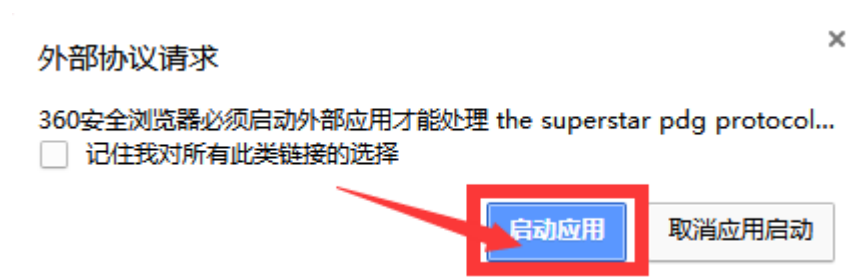 外部协议请求
360安全浏览器必须启动外部应用才能处理 the superstar pdg protocol...
记住我对所有此类链接的选择
启动应用 取消应用启动